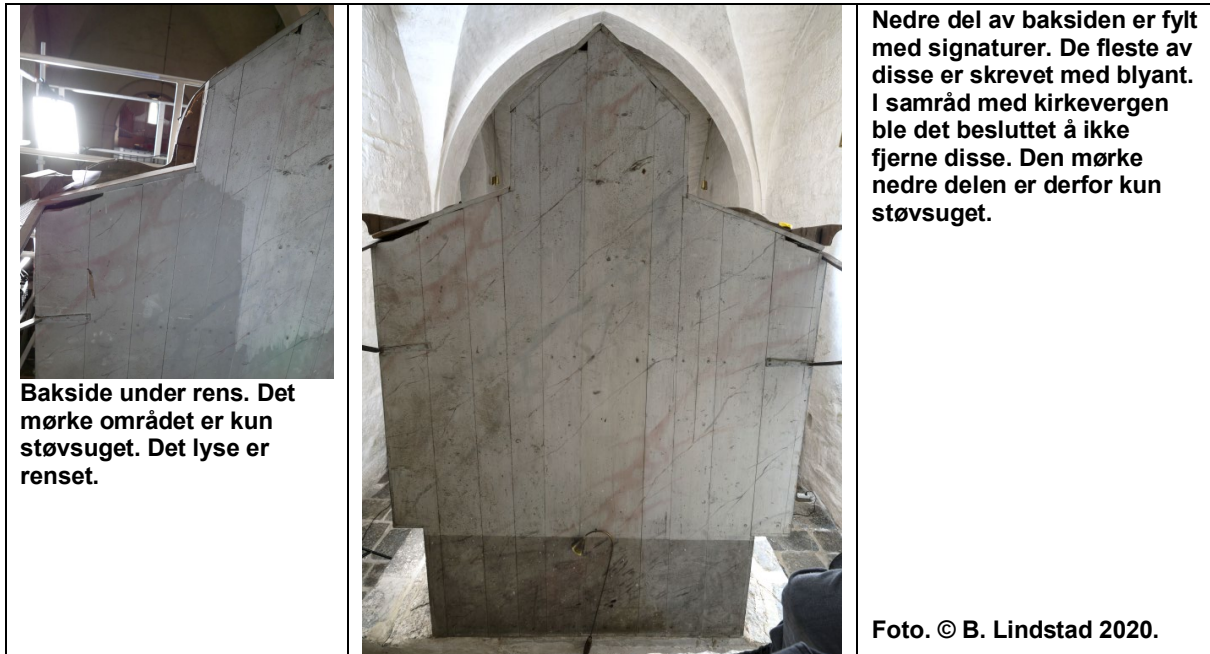 Bakside under rens. Det
mørke området er kun
støvsuget. Det lyse er
renset.
Nedre del av baksiden er fylt
med signaturer. De fleste av
disse er skrevet med blyant.
I samråd med kirkevergen
ble det besluttet å ikke
fjerne disse. Den mørke
nedre delen er derfor kun
støvsuget.
Foto. © B. Lindstad 2020.